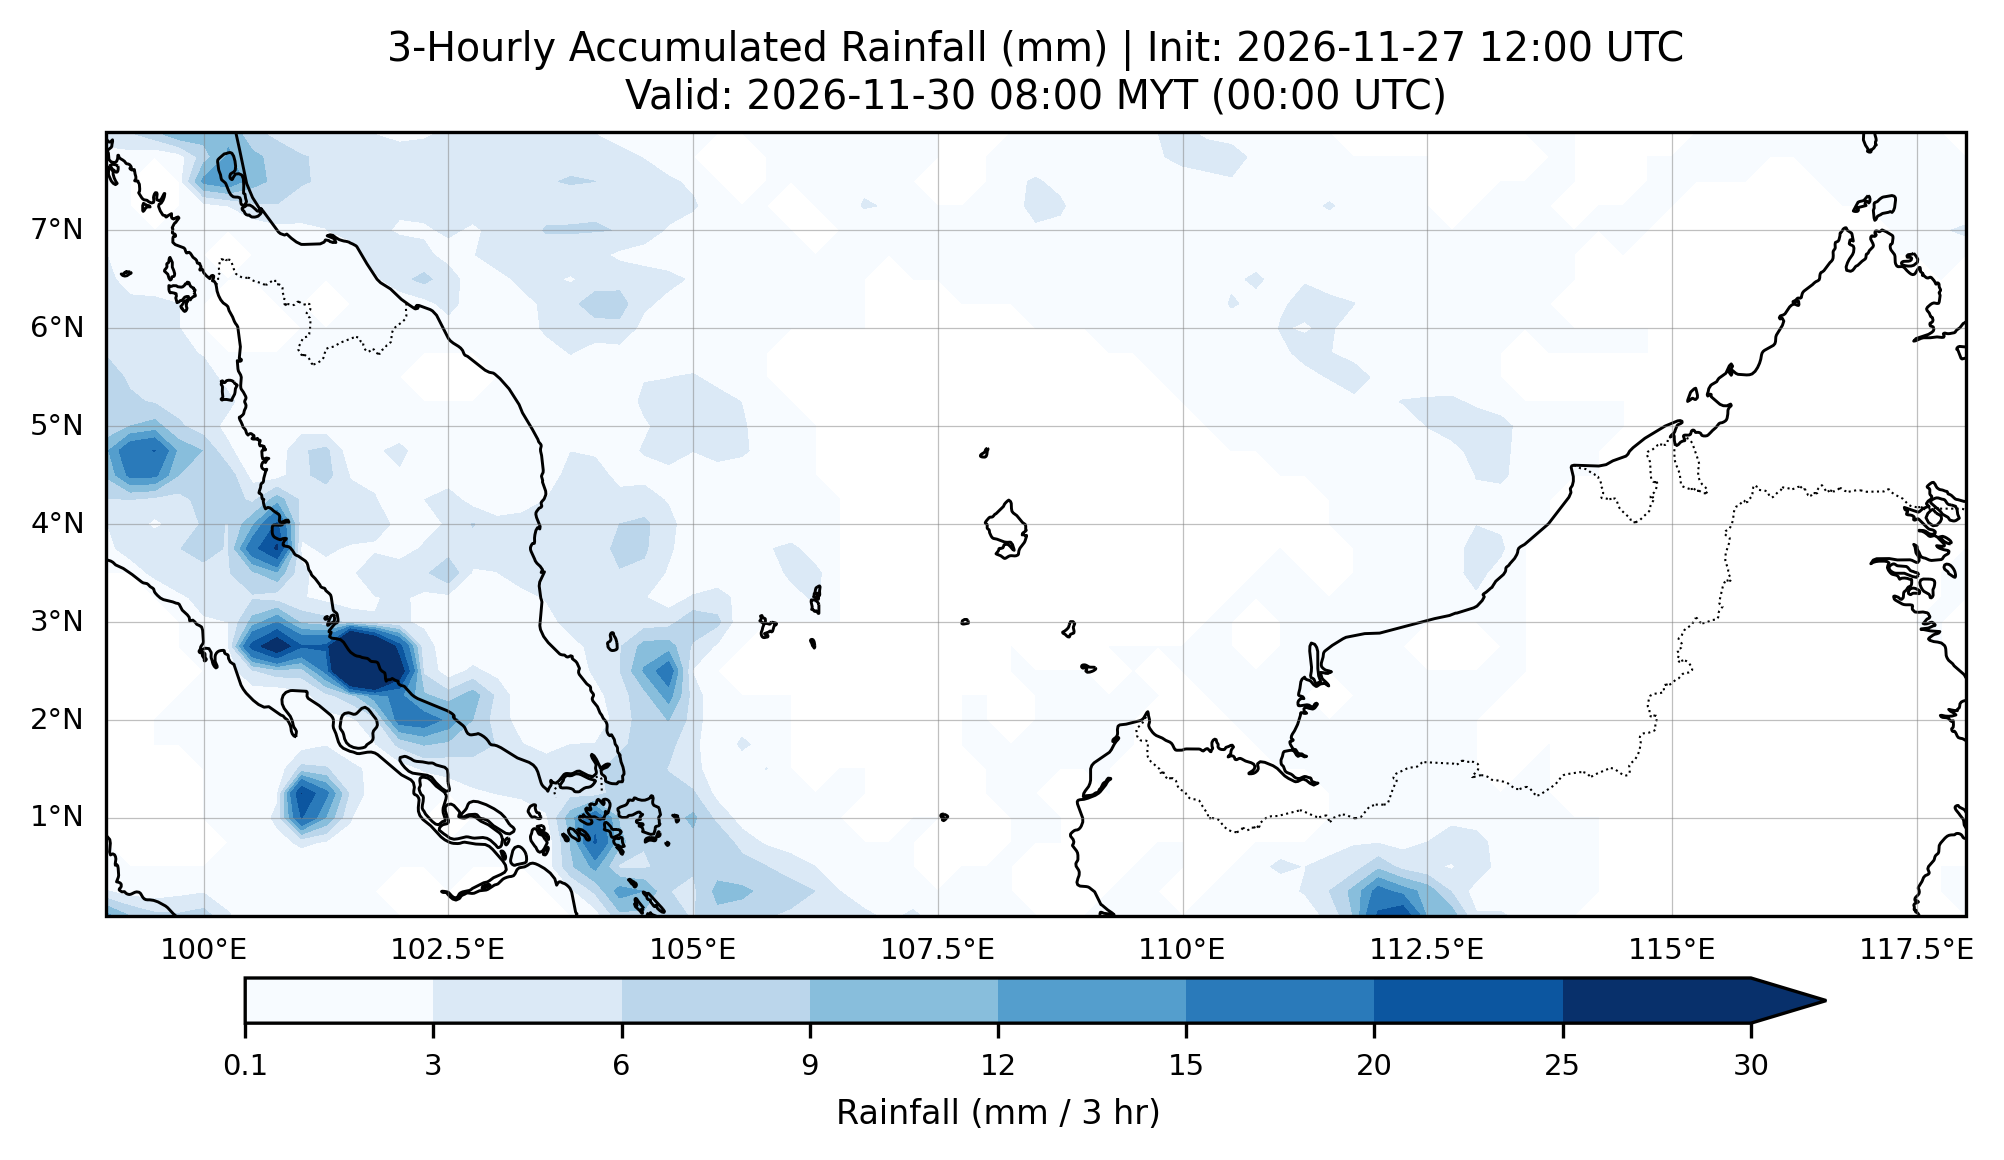 3-Hourly Accumulated Rainfall (mm) | Init: 2026-11-27 12:00 UTC
Valid: 2026-11-30 08:00 MYT (00:00 UTC)
7°N
6°N
5°N
4°N
3°N
2°N
1°N
100°E 102.5°E 105°E 107.5°E 110°E 112.5°E 115°E 117.5°E
0.1 3 6 9 12 15 20 25 30
Rainfall (mm / 3 hr)